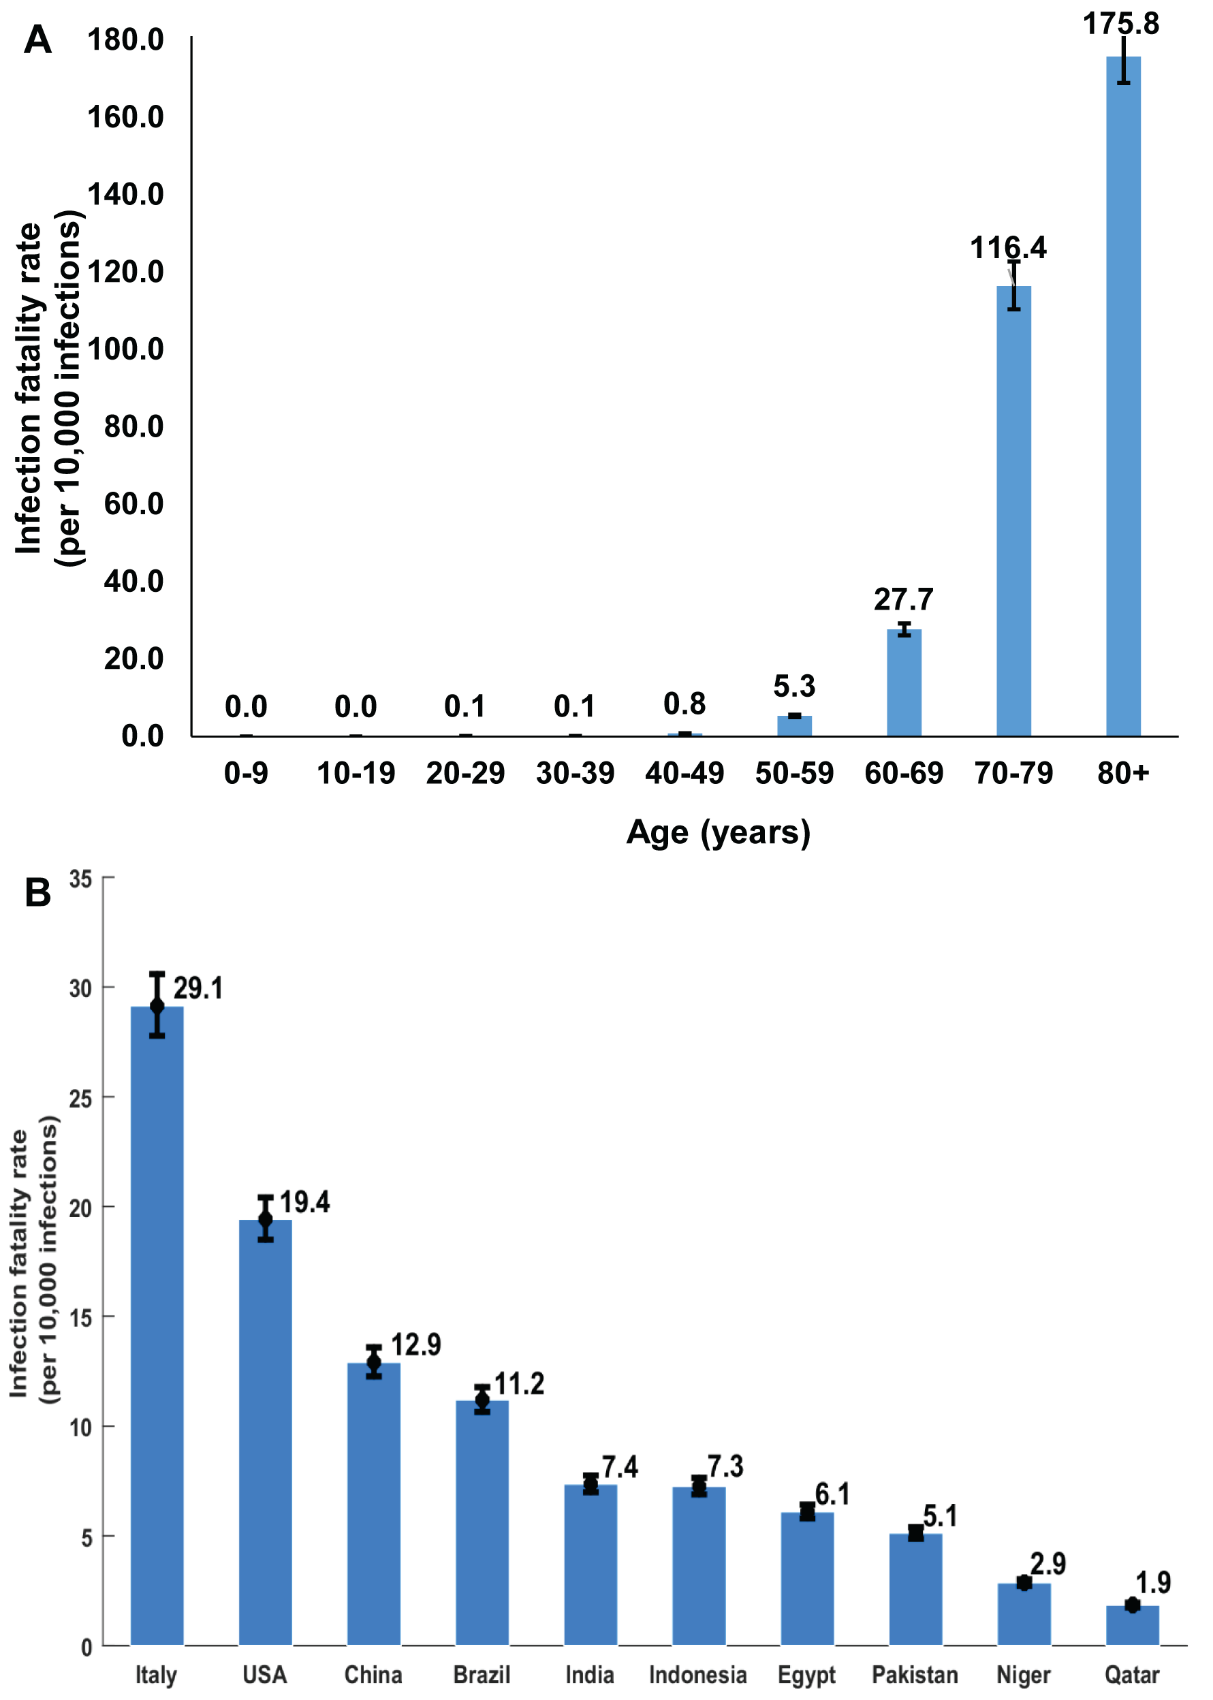 A
Infection fatality rate
(per 10,000 infections)
180.0
160.0
140.0
120.0
100.0
80.0
60.0
40.0
20.0
0.0
0.0
0.0
0.1
0.1
0.8
5.3
27.7
116.4
175.8
0-9
10-19
20-29
30-39
40-49
50-59
60-69
70-79
80+
Age (years)
B
Infection fatality rate
(per 10,000 infections)
35
30
25
20
15
10
5
0
29.1
19.4
12.9
11.2
7.4
7.3
6.1
5.1
2.9
1.9
Italy
USA
China
Brazil
India
Indonesia
Egypt
Pakistan
Niger
Qatar